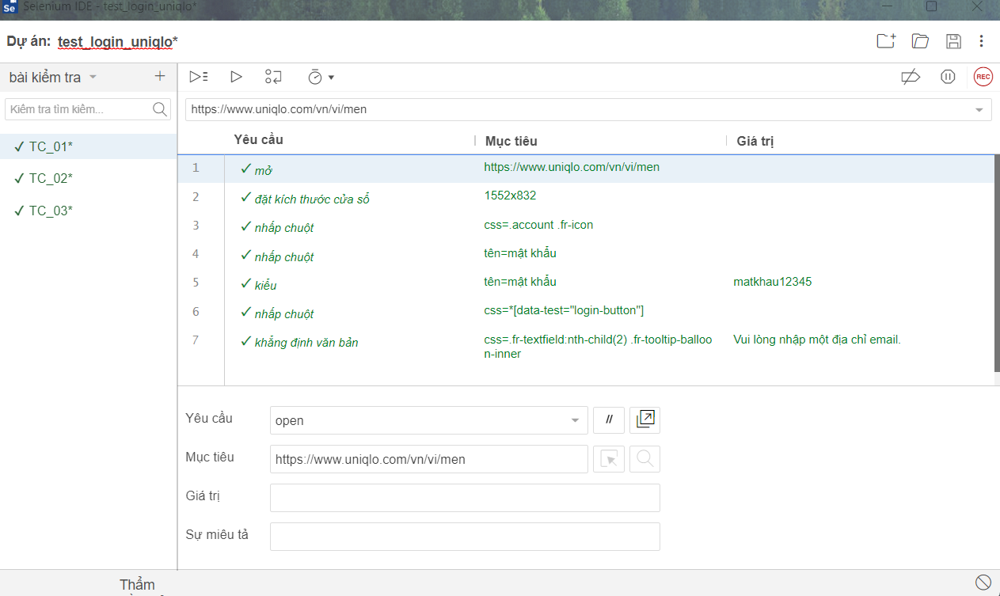 Se Selenium IDE - test_login_uniqlo*
Dự án: test_login_uniqlo*
bài kiểm tra
Kiểm tra tìm kiếm...
TC_01*
TC_02*
TC_03*
REC
https://www.uniqlo.com/vn/vi/men
Yêu cầu Mục tiêu Giá trị
1 mở https://www.uniqlo.com/vn/vi/men
2 đặt kích thước cửa sổ 1552x832
3 nhấp chuột css=.account .fr-icon
4 nhấp chuột tên=mật khẩu
5 kiểu tên=mật khẩu matkhau12345
6 nhấp chuột css=*[data-test="login-button"]
7 khẳng định văn bản css=.fr-textfield:nth-child(2) .fr-tooltip-balloo Vui lòng nhập một địa chỉ email.
n-inner
Yêu cầu open //
Mục tiêu https://www.uniqlo.com/vn/vi/men
Giá trị
Sự miêu tả
Thẩm